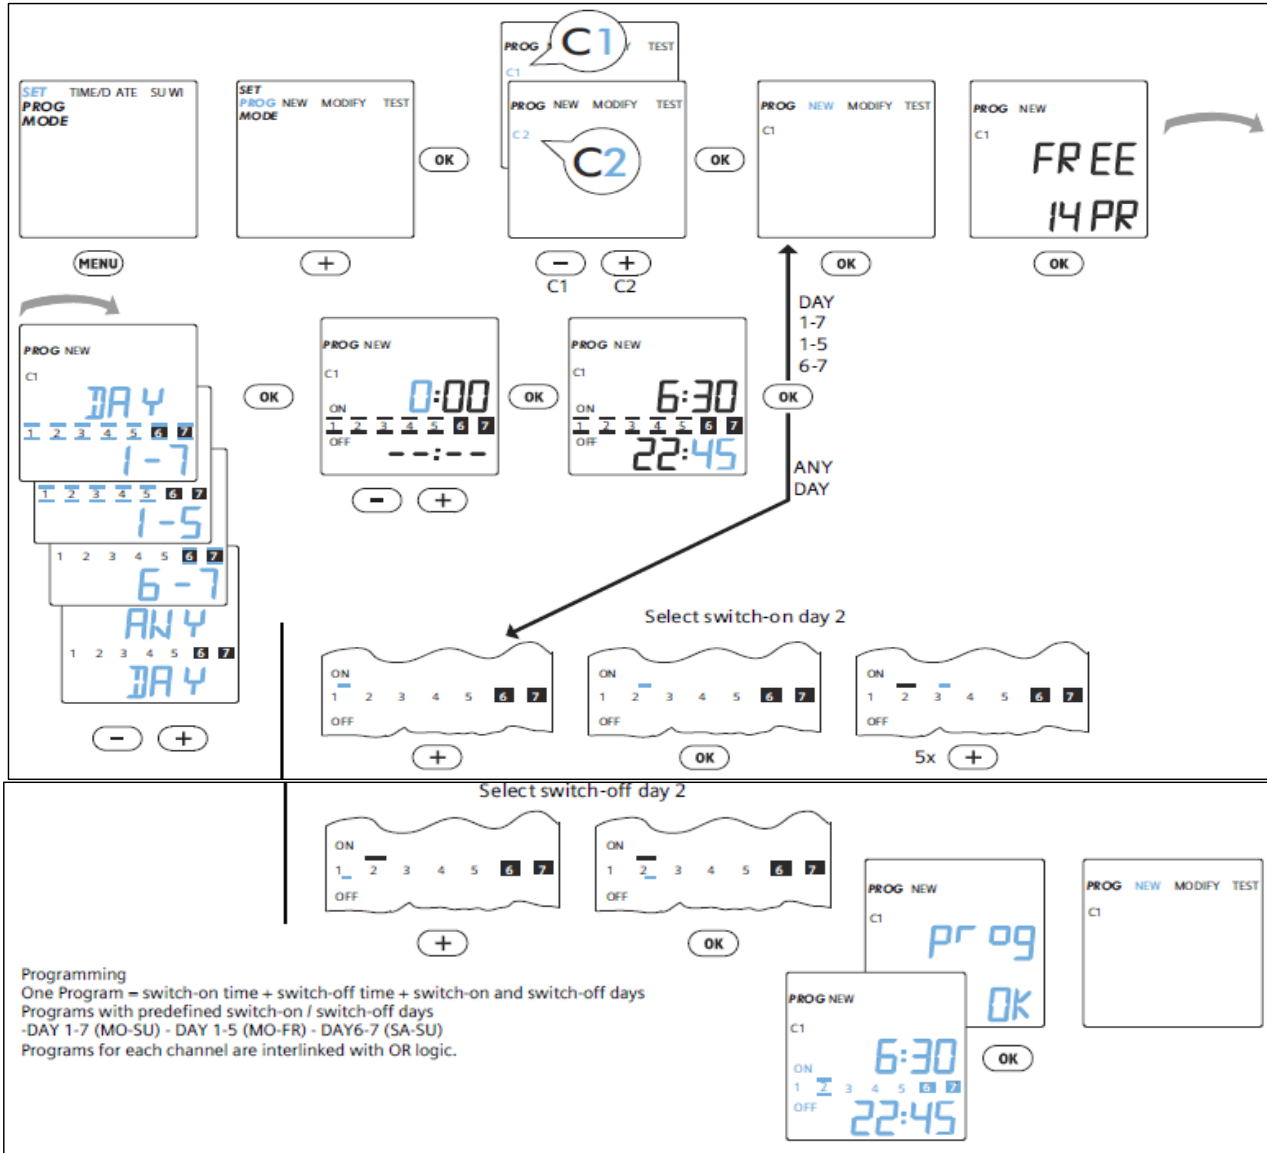 SET TIME/D ATE SU WI
PROG
MODE
MENU
SET
PROG NEW MODIFY TEST
MODE
+
OK
PROG TEST
C1
C1
PROG NEW MODIFY TEST
C2
C2
- +
C1 C2
OK
PROG NEW MODIFY TEST
C1
OK
PROG NEW
C1
FREE
14 PR
OK
PROG NEW
C1
DAY
1 2 3 4 5 6 7
1-7
1 2 3 4 5 6 7
1-5
1 2 3 4 5 6 7
6-7
ANY
1 2 3 4 5 6 7
DAY
- +
OK
PROG NEW
C1
0:00
ON
1 2 3 4 5 6 7
OFF
--:--
- +
OK
PROG NEW
C1
6:30
ON
1 2 3 4 5 6 7
OFF
22:45
OK
DAY
1-7
1-5
6-7
ANY
DAY
Select switch-on day 2
ON
1 2 3 4 5 6 7
OFF
+
ON
1 2 3 4 5 6 7
OFF
OK
ON
1 2 3 4 5 6 7
OFF
5x +
Select switch-off day 2
ON
1 2 3 4 5 6 7
OFF
+
ON
1 2 3 4 5 6 7
OFF
OK
PROG NEW
C1
prog
OK
PROG NEW
C1
6:30
ON
1 2 3 4 5 6 7
OFF
22:45
OK
PROG NEW MODIFY TEST
C1
Programming
One Program = switch-on time + switch-off time + switch-on and switch-off days
Programs with predefined switch-on / switch-off days
-DAY 1-7 (MO-SU) - DAY 1-5 (MO-FR) - DAY6-7 (SA-SU)
Programs for each channel are interlinked with OR logic.